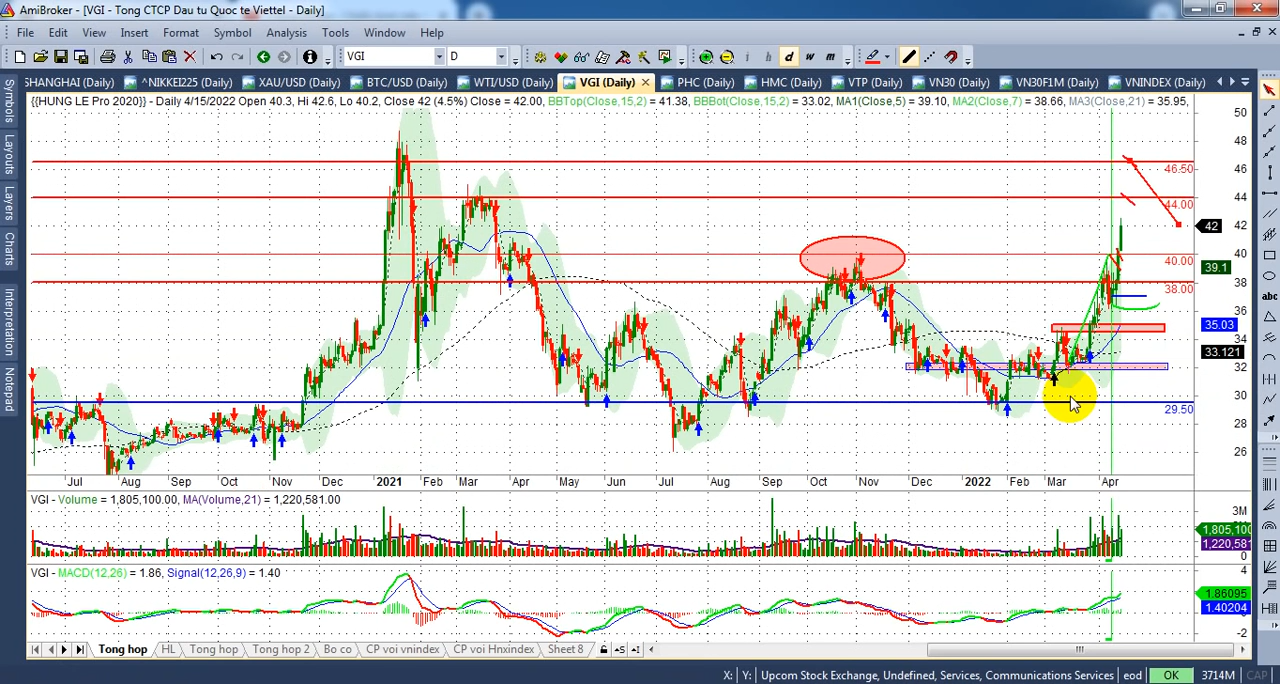 AmiBroker - [VGI - Tong CTCP Dau tu Quoc te Viettel - Daily]
File Edit View Insert Format Symbol Analysis Tools Window Help
VGI D i h d w m
SHANGHAI (Daily) ^NIKKEI225 (Daily) XAU/USD (Daily) BTC/USD (Daily) WTI/USD (Daily) VGI (Daily) PHC (Daily) HMC (Daily) VTP (Daily) VN30 (Daily) VN30F1M (Daily) VNINDEX (Daily)
Symbols
Layouts
Layers
Charts
Interpretation
Notepad
{{HUNG LE Pro 2020}} - Daily 4/15/2022 Open 40.3, Hi 42.6, Lo 40.2, Close 42 (4.5%) Close = 42.00, BBTop(Close,15,2) = 41.38, BBBot(Close,15,2) = 33.02, MA1(Close,5) = 39.10, MA2(Close,7) = 38.66, MA3(Close,21) = 35.95,
50
48
46.50
46
44.00
44
42
42
40.00
40
39.1
38.00
38
36
35.03
34
33.121
32
30
29.50
28
26
Jul Aug Sep Oct Nov Dec 2021 Feb Mar Apr May Jun Jul Aug Sep Oct Nov Dec 2022 Feb Mar Apr
VGI - Volume = 1,805,100.00, MA(Volume,21) = 1,220,581.00
3M
1,805,100
1,220,581
0
VGI - MACD(12,26) = 1.86, Signal(12,26,9) = 1.40
4
1.86095
1.40204
-2
abc
Tong hop HL Tong hop Tong hop 2 Bo co CP voi vnindex CP voi Hnxindex Sheet 8
X: Y: Upcom Stock Exchange, Undefined, Services, Communications Services eod OK 3714M CAP